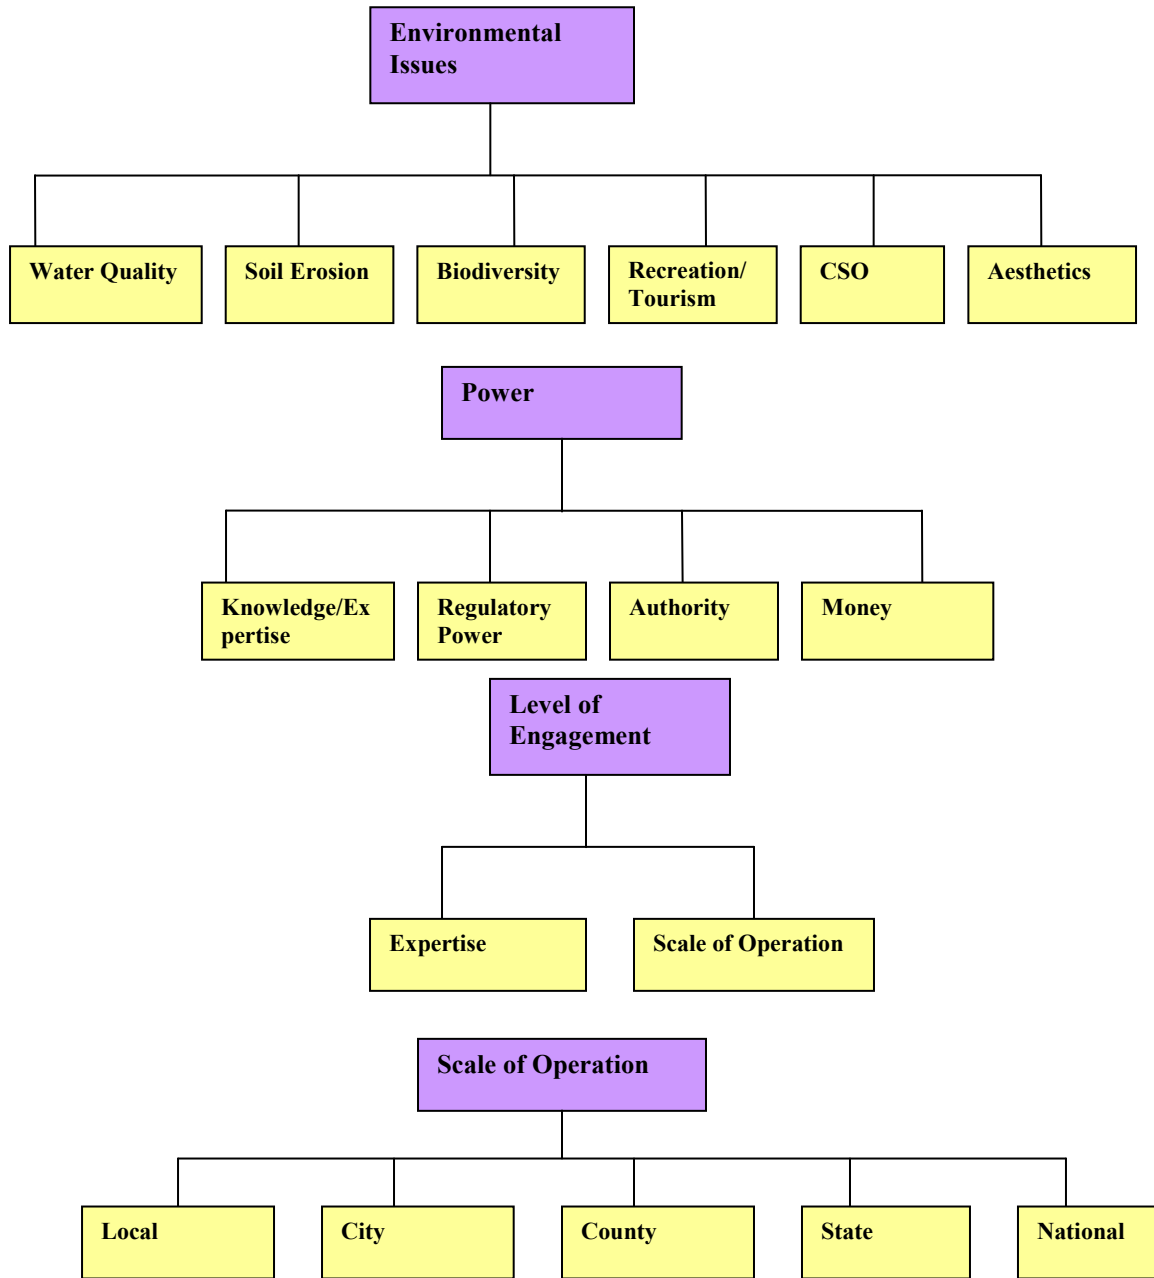 Environmental
Issues
Water Quality
Soil Erosion
Biodiversity
Recreation/
Tourism
CSO
Aesthetics
Power
Knowledge/Ex
pertise
Regulatory
Power
Authority
Money
Level of
Engagement
Expertise
Scale of Operation
Scale of Operation
Local
City
County
State
National